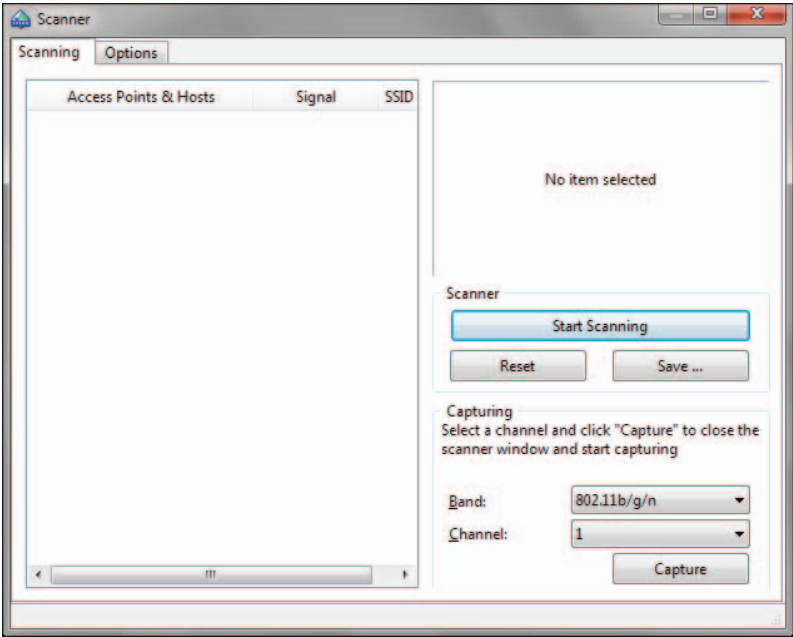 Scanner
Scanning Options
Access Points & Hosts Signal SSID
No item selected
Scanner
Start Scanning
Reset Save ...
Capturing
Select a channel and click "Capture" to close the
scanner window and start capturing
Band: 802.11b/g/n
Channel: 1
Capture